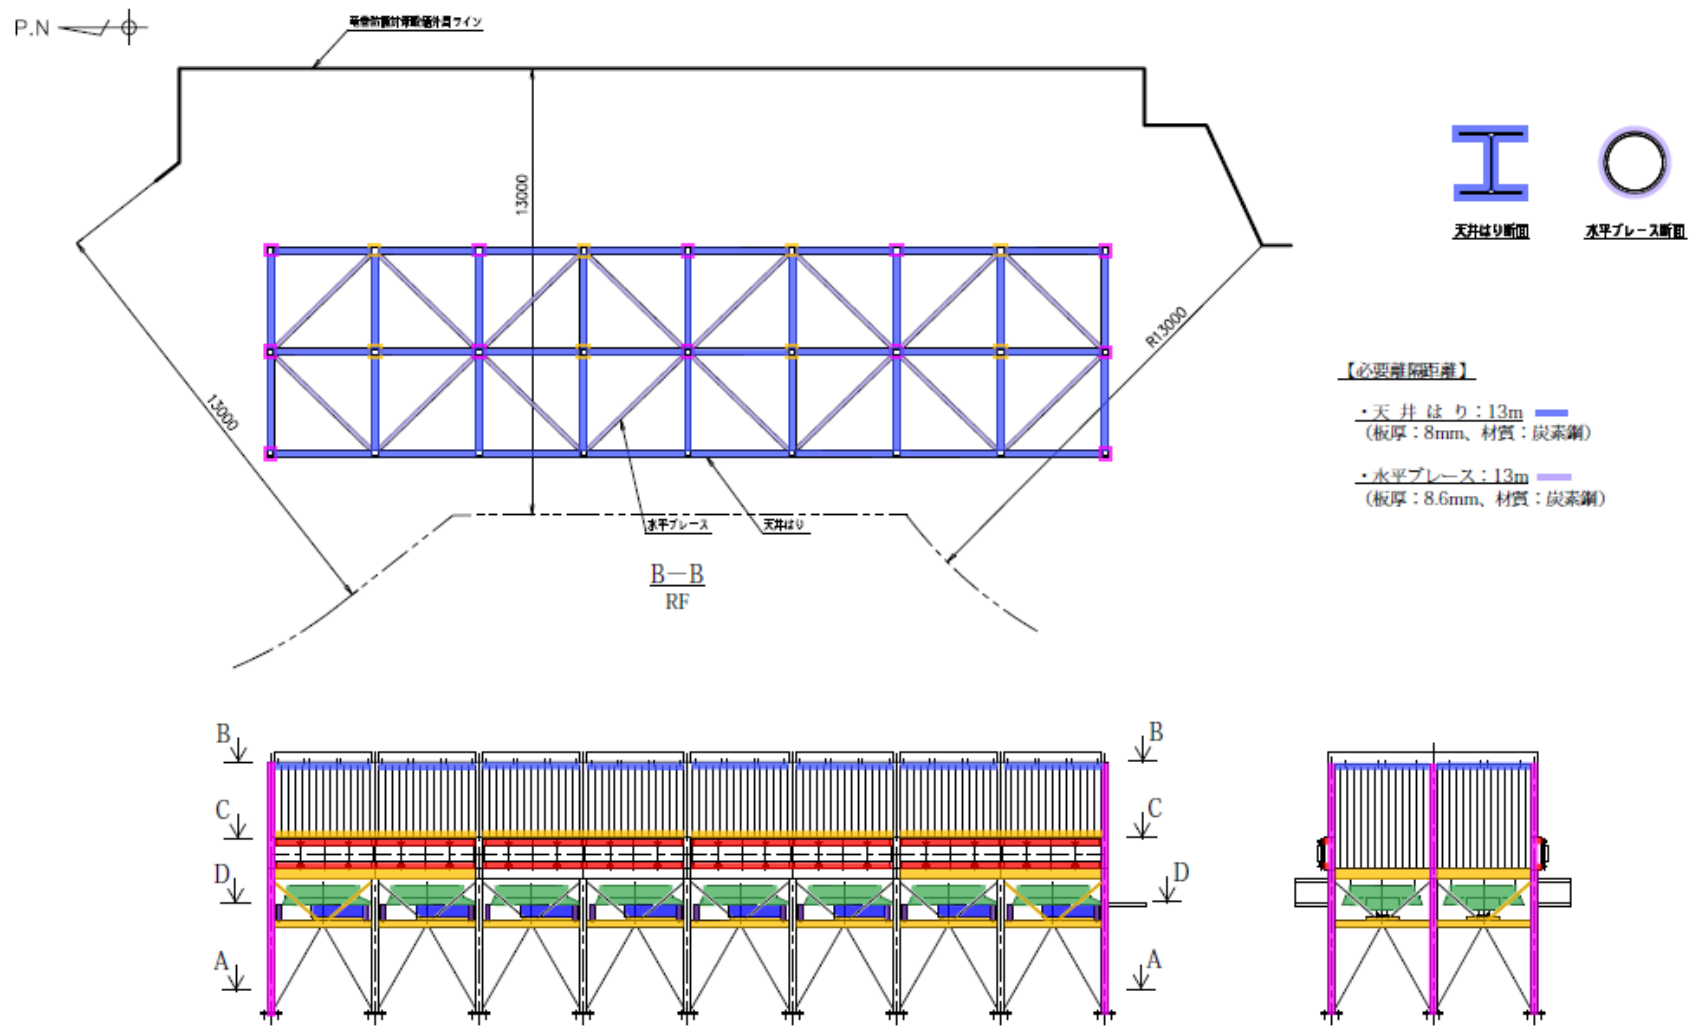 P.N
13000
13000
R13000
水平ブレース
天井はり
B－B
RF
天井はり断面
水平ブレース断面
【必要離隔距離】
・天 井 は り：13m
（板厚：8mm、材質：炭素鋼）
・水平ブレース：13m
（板厚：8.6mm、材質：炭素鋼）
B
B
C
C
D
D
A
A